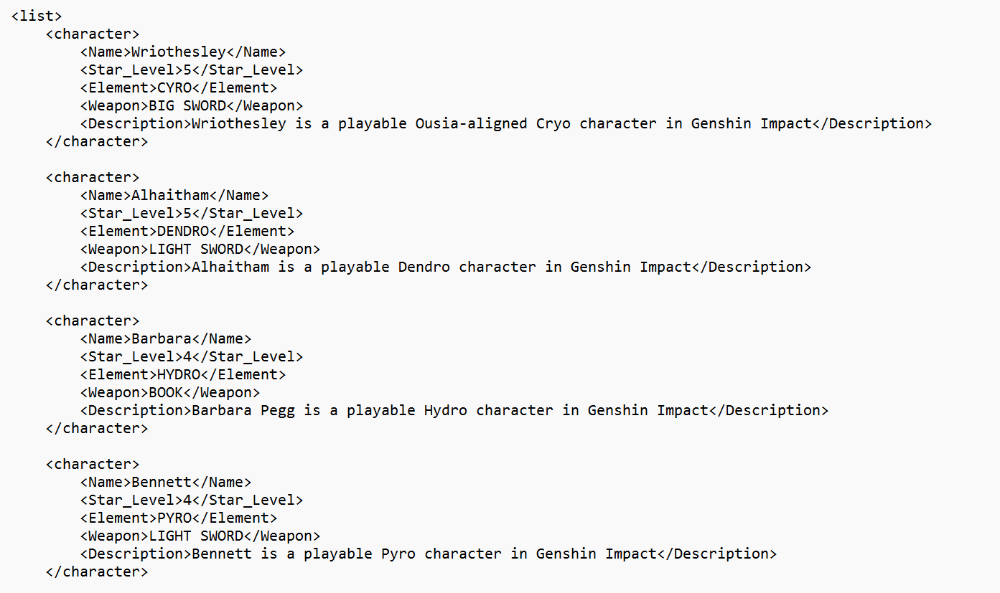 <list>
    <character>
        <Name>Wriothesley</Name>
        <Star_Level>5</Star_Level>
        <Element>CYRO</Element>
        <Weapon>BIG SWORD</Weapon>
        <Description>Wriothesley is a playable Ousia-aligned Cryo character in Genshin Impact</Description>
    </character>

    <character>
        <Name>Alhaitham</Name>
        <Star_Level>5</Star_Level>
        <Element>DENDRO</Element>
        <Weapon>LIGHT SWORD</Weapon>
        <Description>Alhaitham is a playable Dendro character in Genshin Impact</Description>
    </character>

    <character>
        <Name>Barbara</Name>
        <Star_Level>4</Star_Level>
        <Element>HYDRO</Element>
        <Weapon>BOOK</Weapon>
        <Description>Barbara Pegg is a playable Hydro character in Genshin Impact</Description>
    </character>

    <character>
        <Name>Bennett</Name>
        <Star_Level>4</Star_Level>
        <Element>PYRO</Element>
        <Weapon>LIGHT SWORD</Weapon>
        <Description>Bennett is a playable Pyro character in Genshin Impact</Description>
    </character>